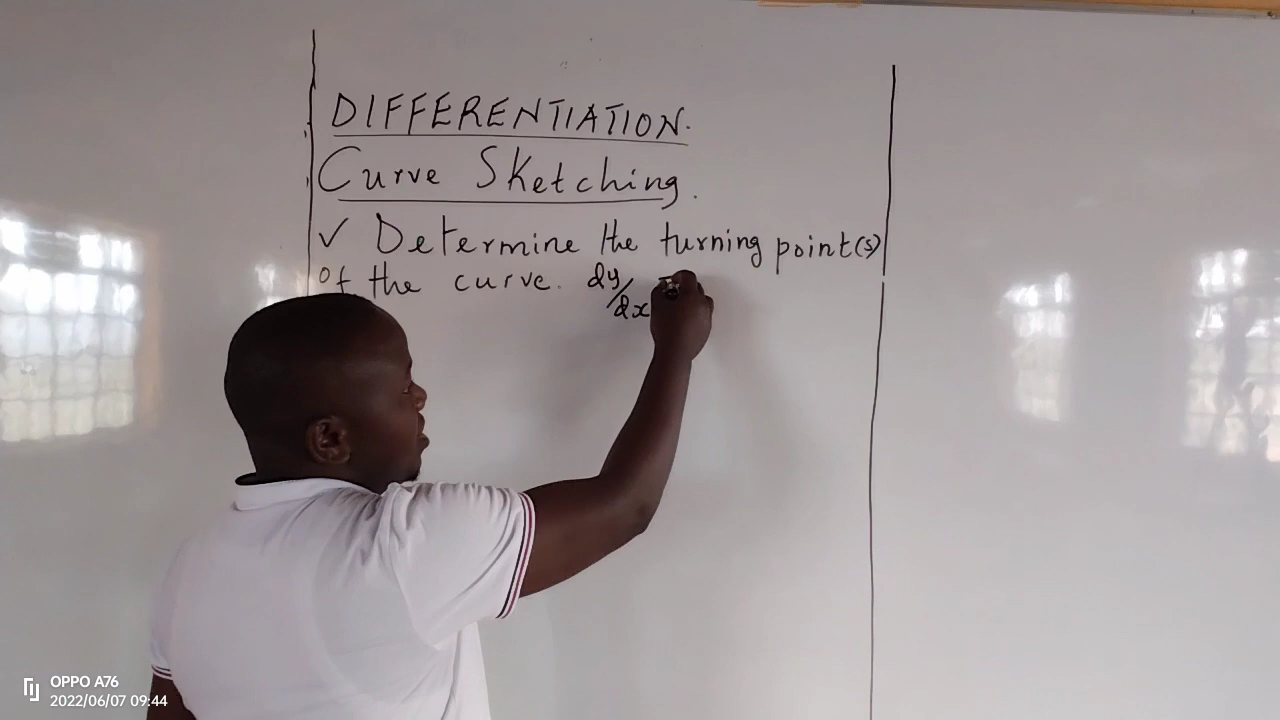 DIFFERENTIATION.
Curve Sketching.
✓ Determine the turning point(s)
of the curve. dy/dx =
OPPO A76
2022/06/07 09:44